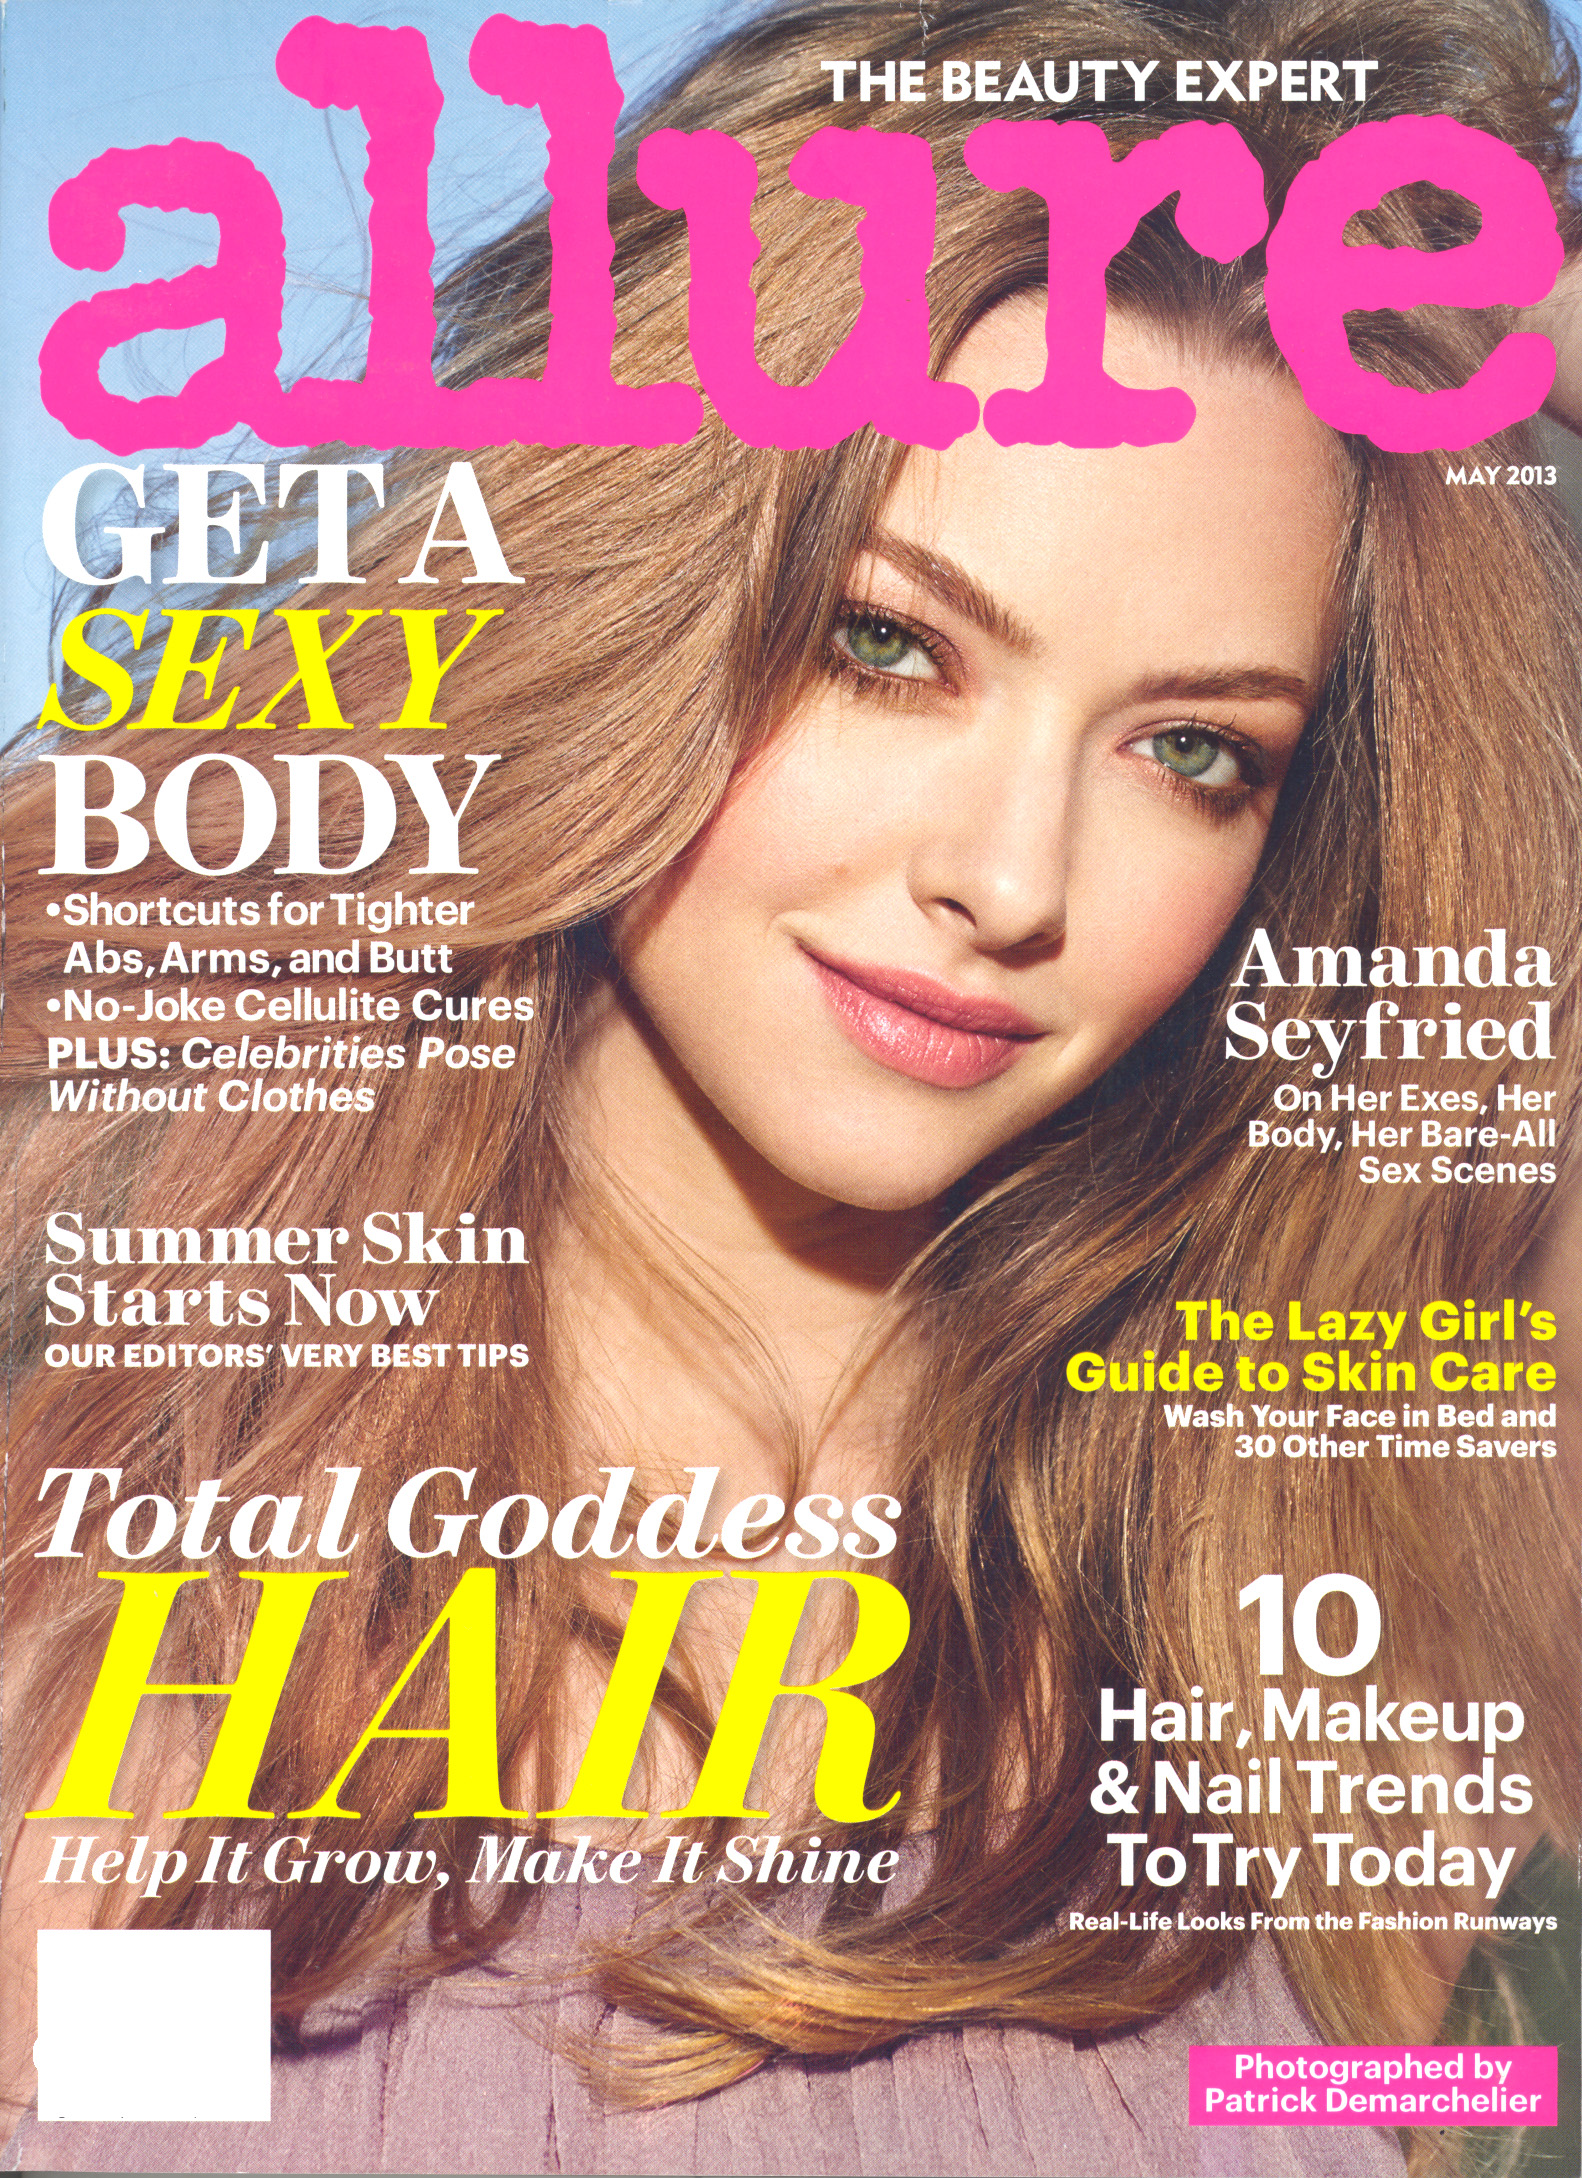 THE BEAUTY EXPERT
allure
MAY 2013
GET A
SEXY
BODY
•Shortcuts for Tighter
Abs, Arms, and Butt
•No-Joke Cellulite Cures
PLUS: Celebrities Pose
Without Clothes
Amanda
Seyfried
On Her Exes, Her
Body, Her Bare-All
Sex Scenes
Summer Skin
Starts Now
OUR EDITORS' VERY BEST TIPS
The Lazy Girl's
Guide to Skin Care
Wash Your Face in Bed and
30 Other Time Savers
Total Goddess
HAIR
Help It Grow, Make It Shine
10
Hair, Makeup
& Nail Trends
To Try Today
Real-Life Looks From the Fashion Runways
Photographed by
Patrick Demarchelier